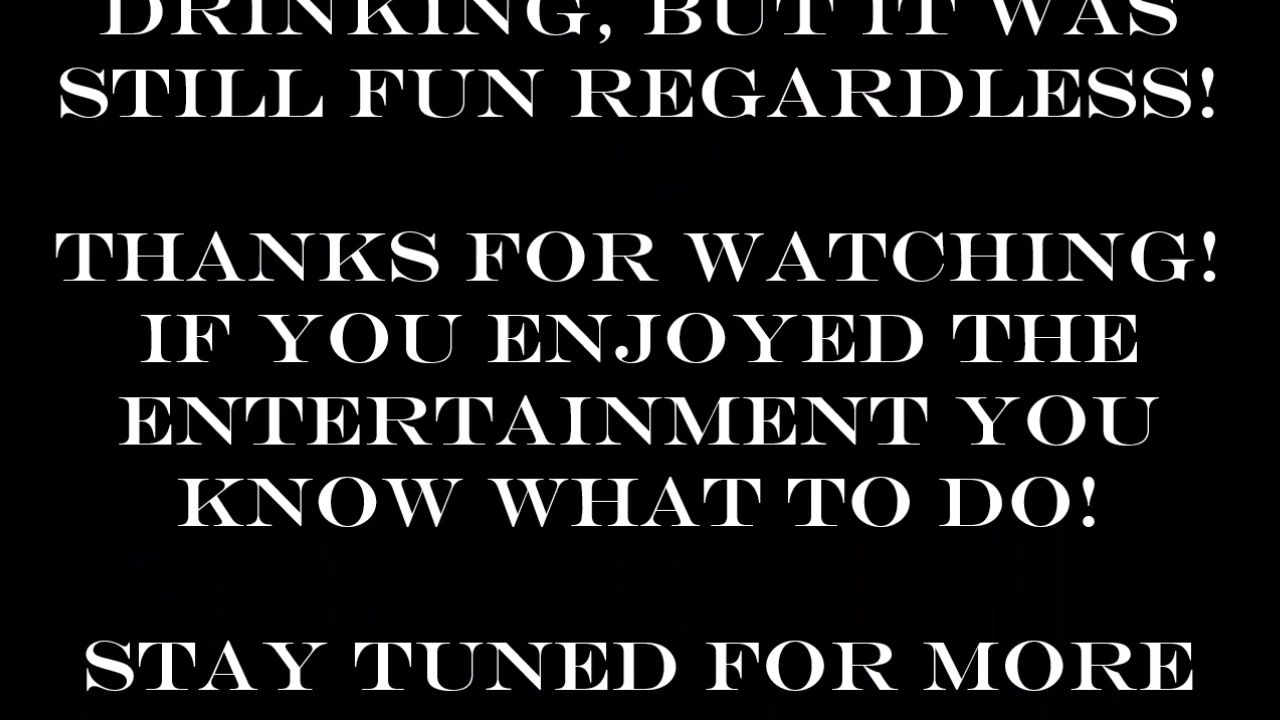 DRINKING, BUT IT WAS
STILL FUN REGARDLESS!
THANKS FOR WATCHING!
IF YOU ENJOYED THE
ENTERTAINMENT YOU
KNOW WHAT TO DO!
STAY TUNED FOR MORE